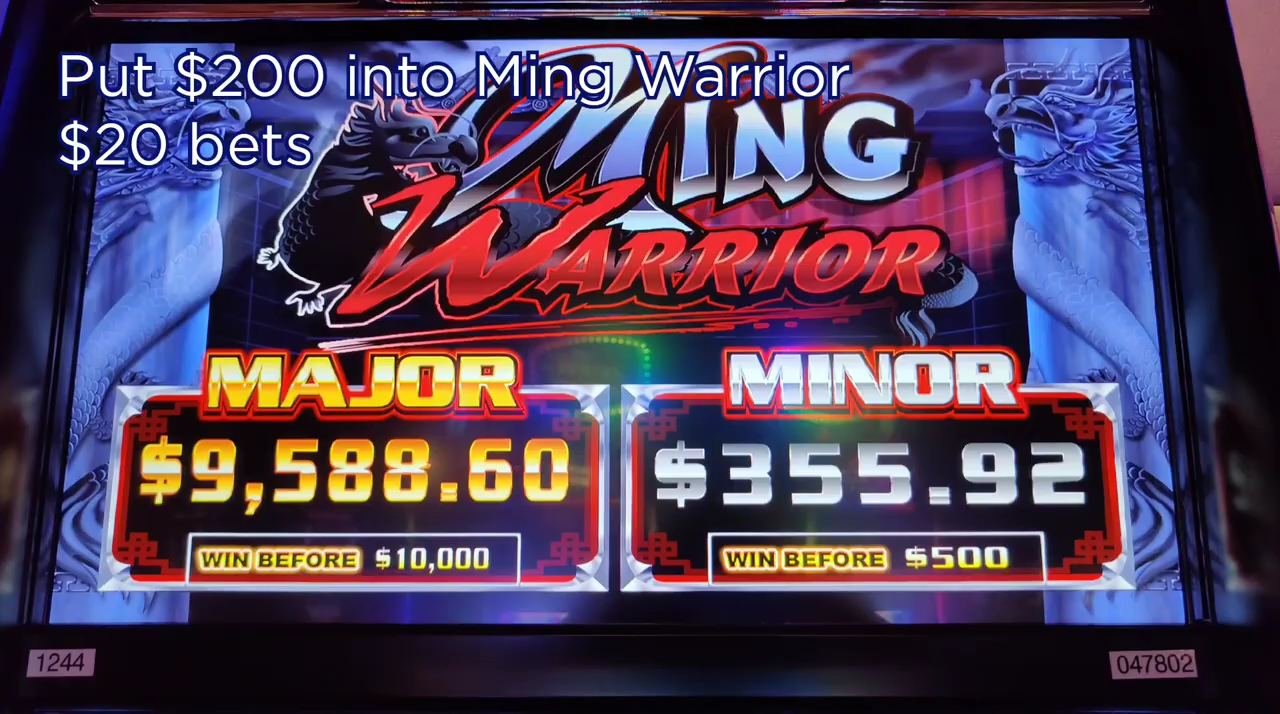 Put $200 into Ming Warrior
$20 bets
MING
WARRIOR
MAJOR
$9,588.60
WIN BEFORE $10,000
MINOR
$355.92
WIN BEFORE $500
1244
047802